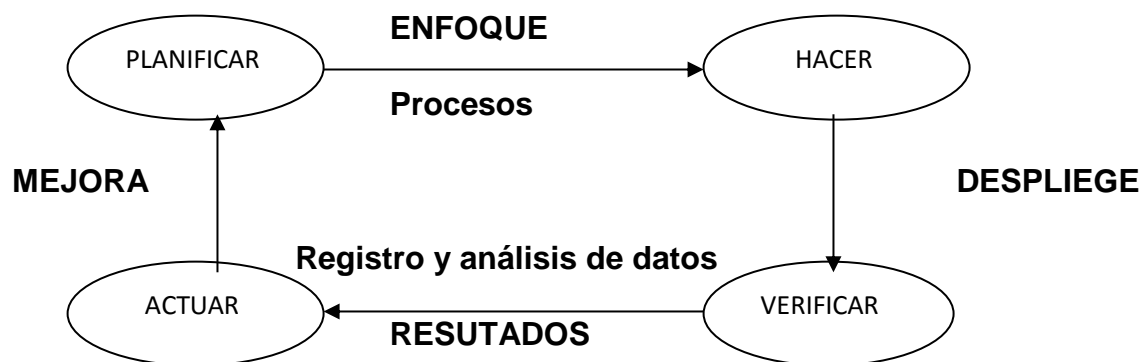 ENFOQUE
PLANIFICAR
HACER
Procesos
MEJORA
DESPLIEGE
Registro y análisis de datos
ACTUAR
VERIFICAR
RESUTADOS